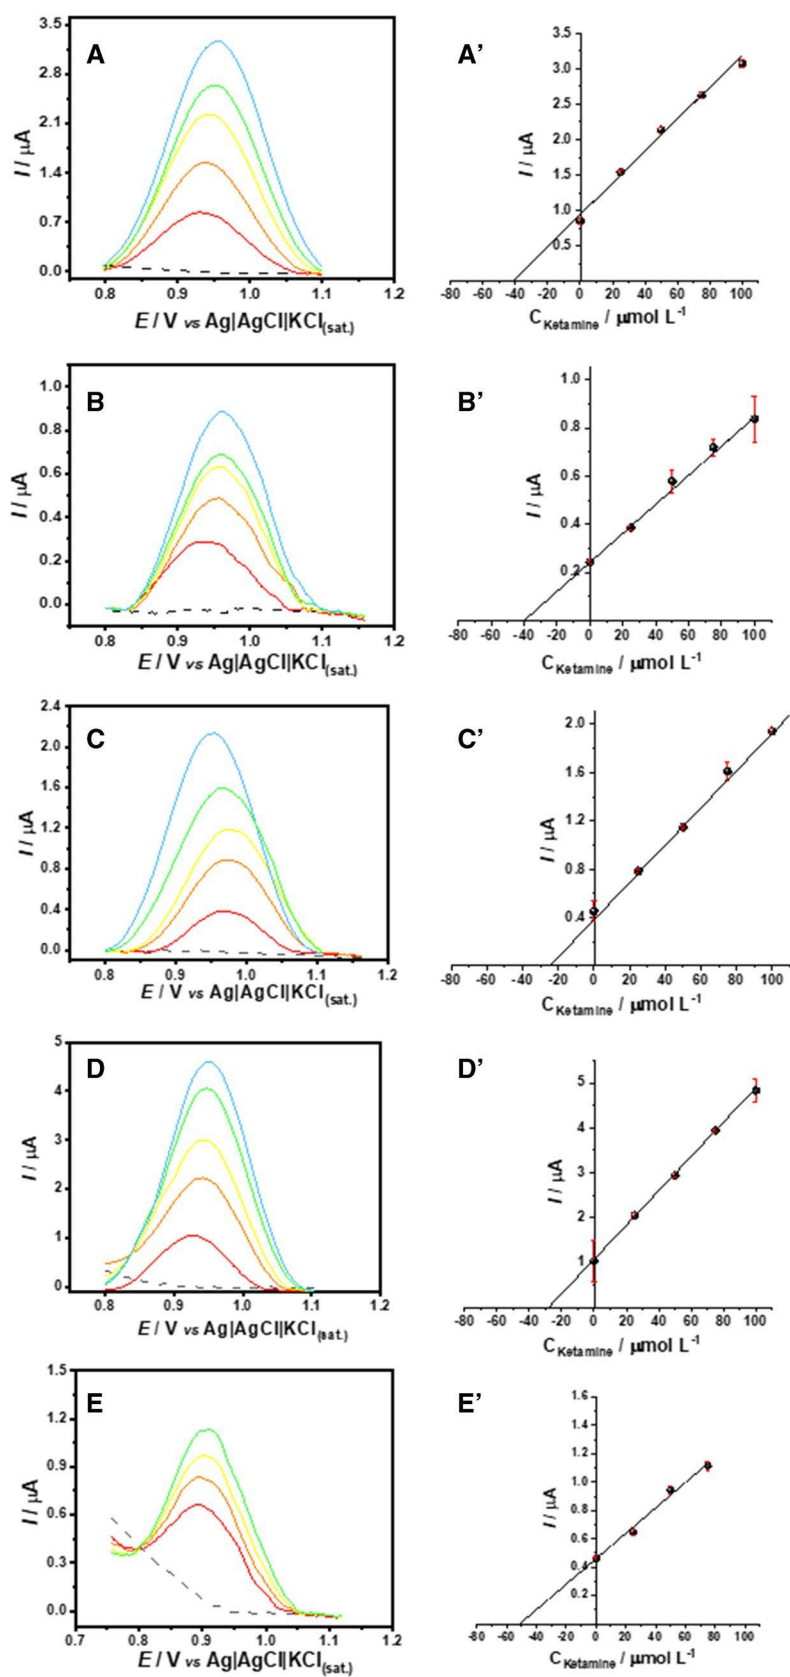 A
3.5
2.8
2.1
1.4
0.7
0.0
I / µA
0.8 0.9 1.0 1.1 1.2
E / V vs Ag|AgCl|KCl(sat.)
A'
3.5
3.0
2.5
2.0
1.5
1.0
0.5
I / µA
-80 -60 -40 -20 0 20 40 60 80 100
C Ketamine / µmol L-1
B
1.0
0.8
0.6
0.4
0.2
0.0
I / µA
0.8 0.9 1.0 1.1 1.2
E / V vs Ag|AgCl|KCl(sat.)
B'
1.0
0.8
0.6
0.4
0.2
I / µA
-80 -60 -40 -20 0 20 40 60 80 100
C Ketamine / µmol L-1
C
2.4
2.0
1.6
1.2
0.8
0.4
0.0
I / µA
0.8 0.9 1.0 1.1 1.2
E / V vs Ag|AgCl|KCl(sat.)
C'
2.0
1.6
1.2
0.8
0.4
I / µA
-80 -60 -40 -20 0 20 40 60 80 100
C Ketamine / µmol L-1
D
5
4
3
2
1
0
I / µA
0.8 0.9 1.0 1.1 1.2
E / V vs Ag|AgCl|KCl(sat.)
D'
5
4
3
2
1
I / µA
-80 -60 -40 -20 0 20 40 60 80 100
C Ketamine / µmol L-1
E
1.5
1.2
0.9
0.6
0.3
0.0
I / µA
0.7 0.8 0.9 1.0 1.1 1.2
E / V vs Ag|AgCl|KCl(sat.)
E'
1.6
1.4
1.2
1.0
0.8
0.6
0.4
0.2
I / µA
-80 -60 -40 -20 0 20 40 60 80 100
C Ketamine / µmol L-1